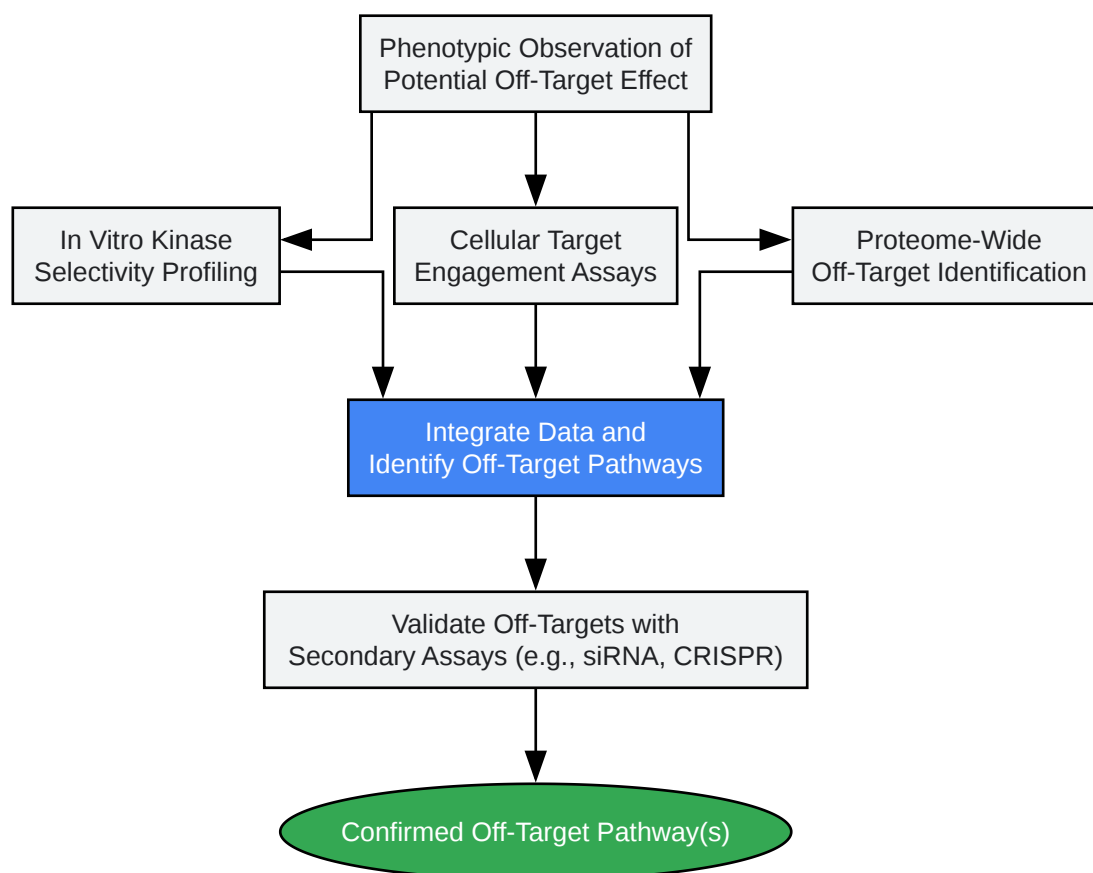 Phenotypic Observation of
Potential Off-Target Effect
In Vitro Kinase
Selectivity Profiling
Cellular Target
Engagement Assays
Proteome-Wide
Off-Target Identification
Integrate Data and
Identify Off-Target Pathways
Validate Off-Targets with
Secondary Assays (e.g., siRNA, CRISPR)
Confirmed Off-Target Pathway(s)